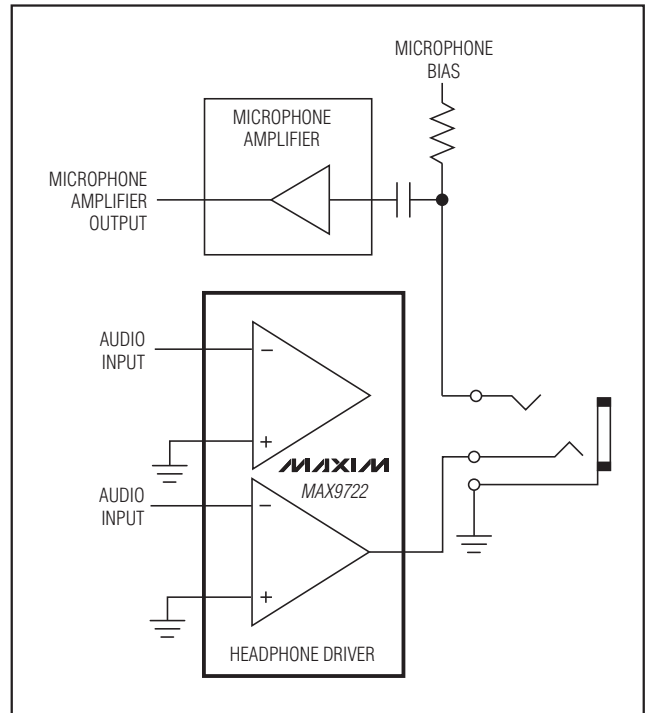 MICROPHONE
BIAS
MICROPHONE
AMPLIFIER
MICROPHONE
AMPLIFIER
OUTPUT
AUDIO
INPUT
−
+
MAXIM
MAX9722
AUDIO
INPUT
−
+
HEADPHONE DRIVER